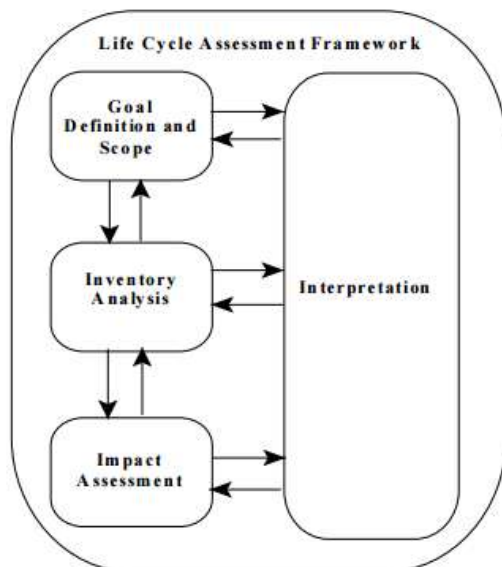 Life Cycle Assessment Framework
Goal
Definition and
Scope
Inventory
Analysis
Interpretation
Impact
Assessment